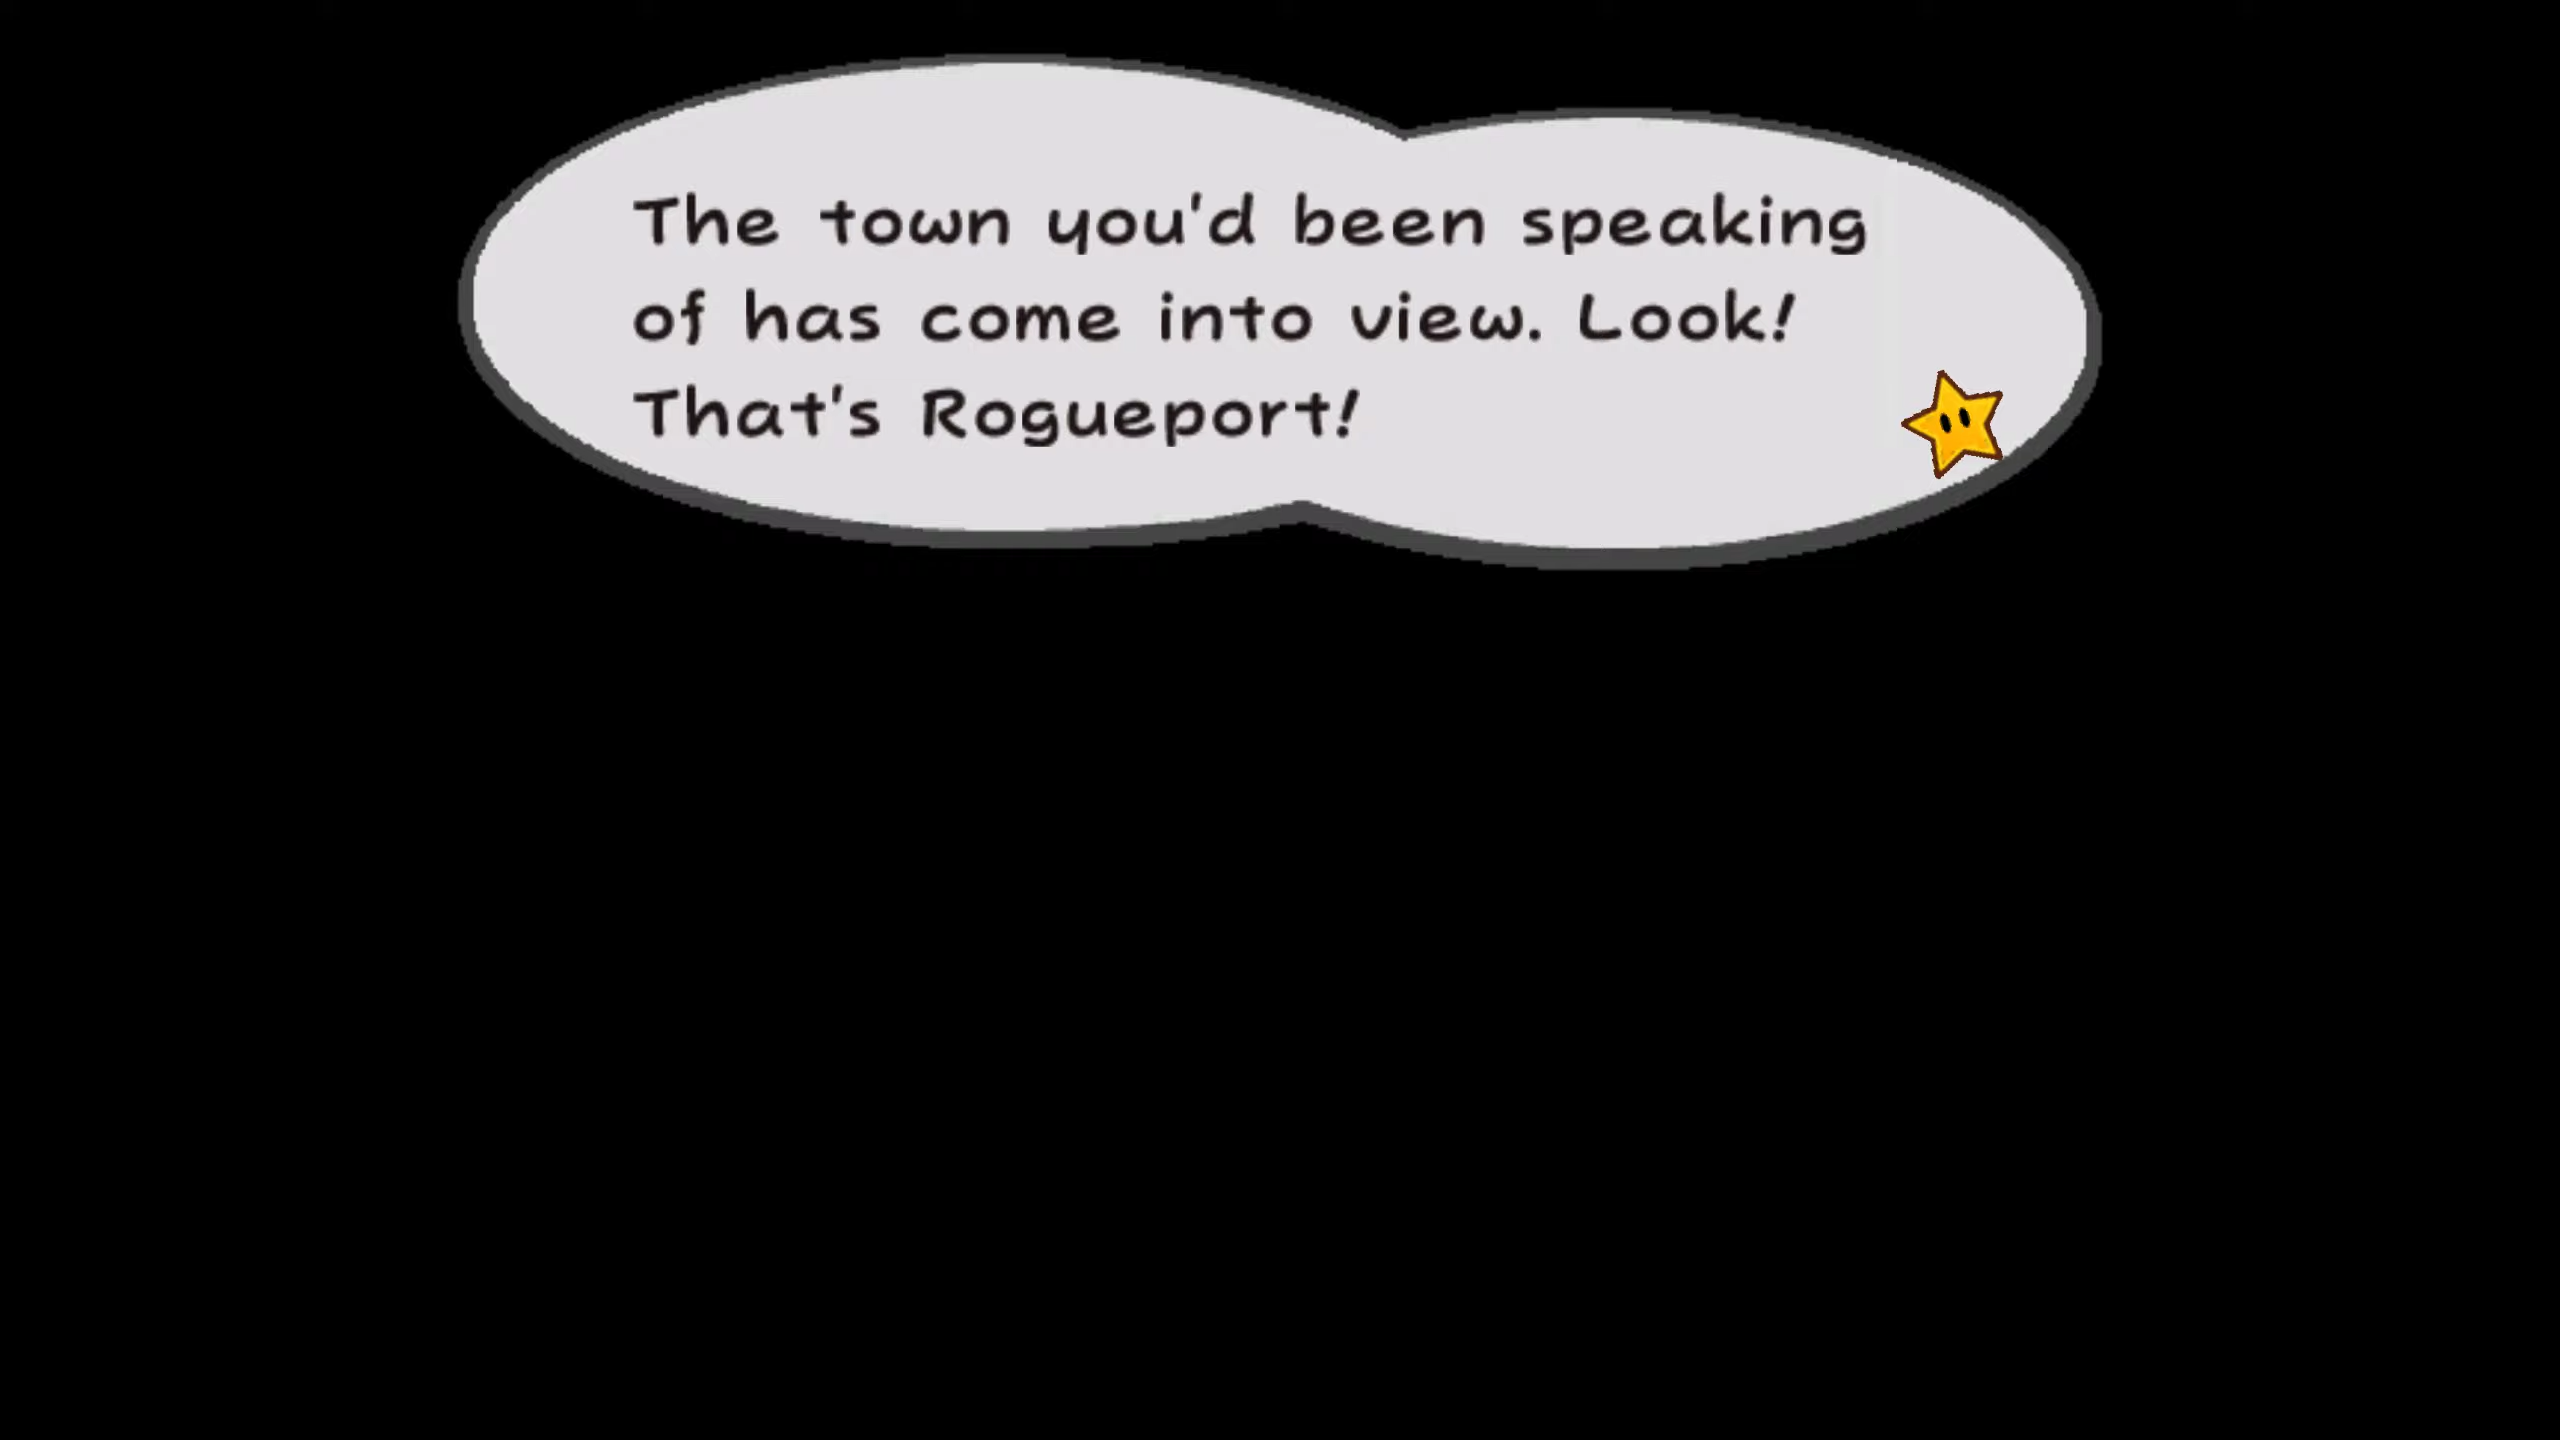 The town you'd been speaking
of has come into view. Look!
That's Rogueport!